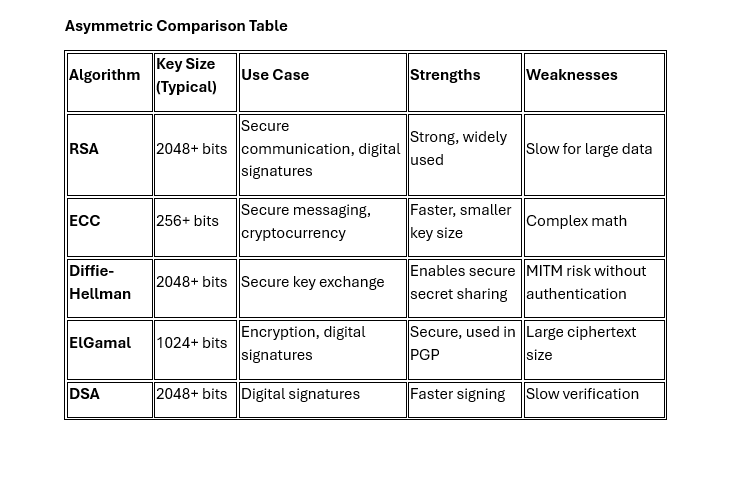 Asymmetric Comparison Table
Algorithm
Key Size
(Typical)
Use Case
Strengths
Weaknesses
RSA
2048+ bits
Secure
communication, digital
signatures
Strong, widely
used
Slow for large data
ECC
256+ bits
Secure messaging,
cryptocurrency
Faster, smaller
key size
Complex math
Diffie-
Hellman
2048+ bits
Secure key exchange
Enables secure
secret sharing
MITM risk without
authentication
ElGamal
1024+ bits
Encryption, digital
signatures
Secure, used in
PGP
Large ciphertext
size
DSA
2048+ bits
Digital signatures
Faster signing
Slow verification